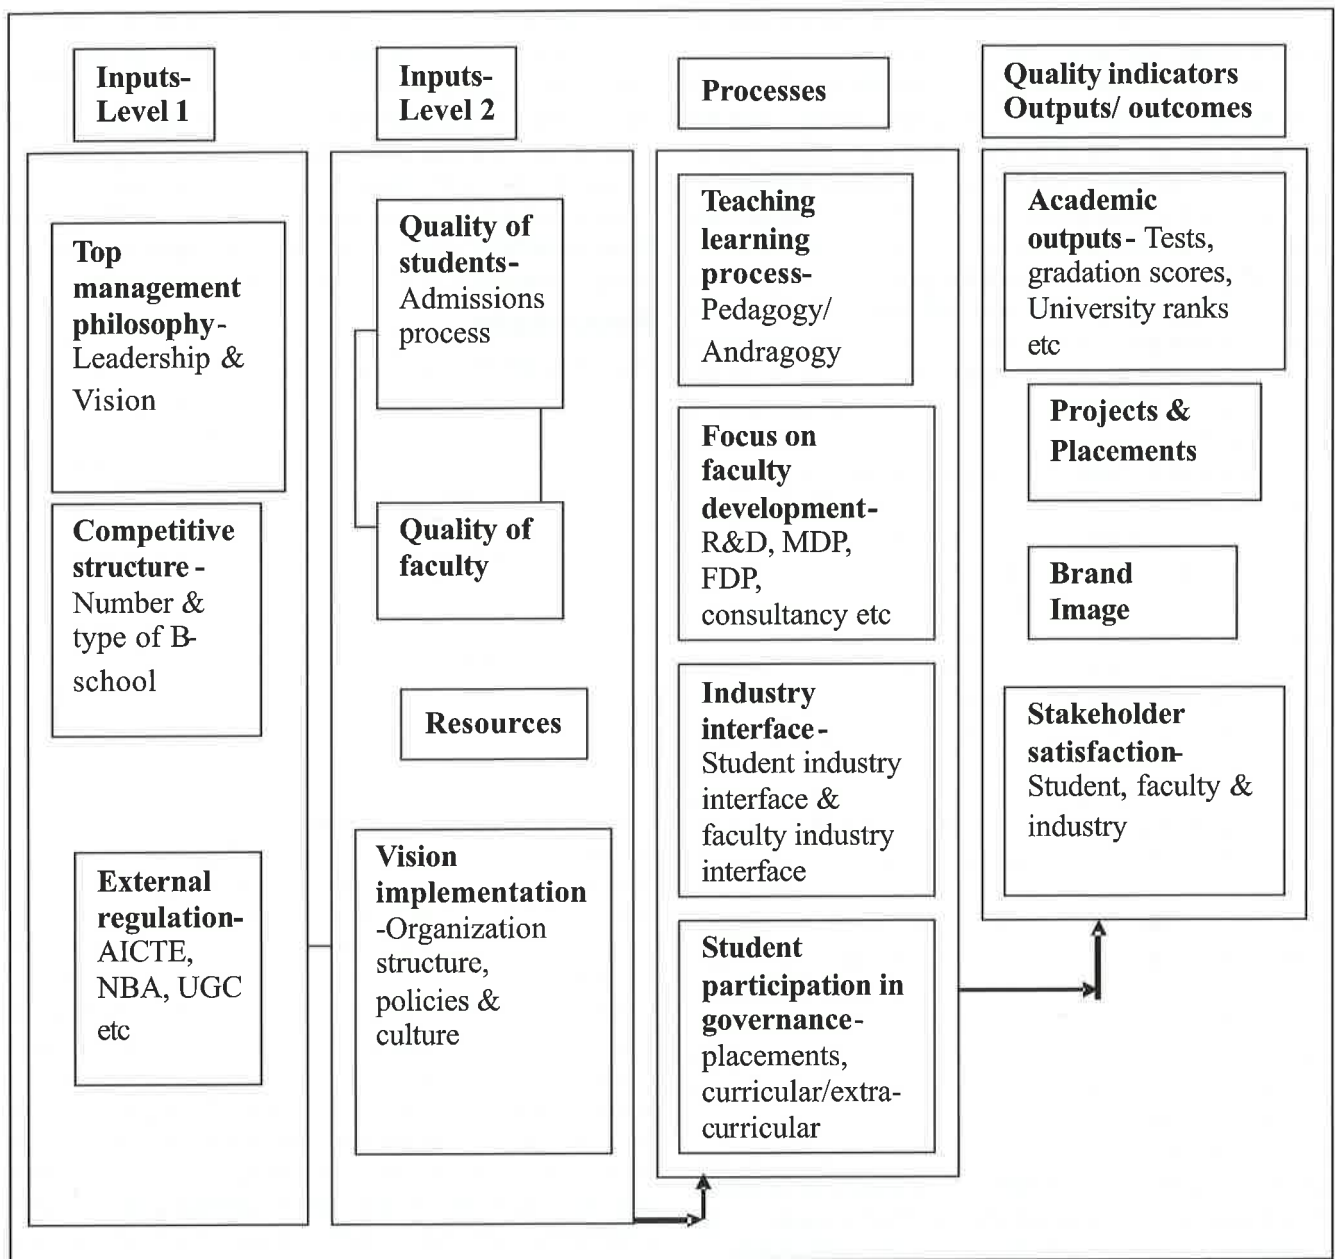 Inputs-
Level 1
Top
management
philosophy-
Leadership &
Vision
Competitive
structure -
Number &
type of B-
school
External
regulation-
AICTE,
NBA, UGC
etc
Inputs-
Level 2
Quality of
students-
Admissions
process
Quality of
faculty
Resources
Vision
implementation
-Organization
structure,
policies &
culture
Processes
Teaching
learning
process-
Pedagogy/
Andragogy
Focus on
faculty
development-
R&D, MDP,
FDP,
consultancy etc
Industry
interface-
Student industry
interface &
faculty industry
interface
Student
participation in
governance-
placements,
curricular/extra-
curricular
Quality indicators
Outputs/ outcomes
Academic
outputs- Tests,
gradation scores,
University ranks
etc
Projects &
Placements
Brand
Image
Stakeholder
satisfaction-
Student, faculty &
industry